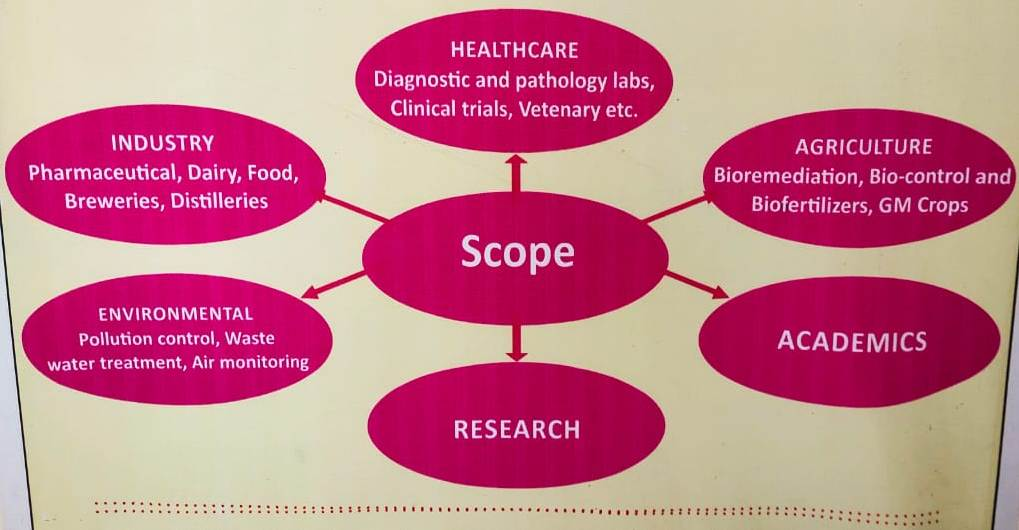 HEALTHCARE
Diagnostic and pathology labs,
Clinical trials, Vetenary etc.
INDUSTRY
Pharmaceutical, Dairy, Food,
Breweries, Distilleries
AGRICULTURE
Bioremediation, Bio-control and
Biofertilizers, GM Crops
Scope
ENVIRONMENTAL
Pollution control, Waste
water treatment, Air monitoring
ACADEMICS
RESEARCH